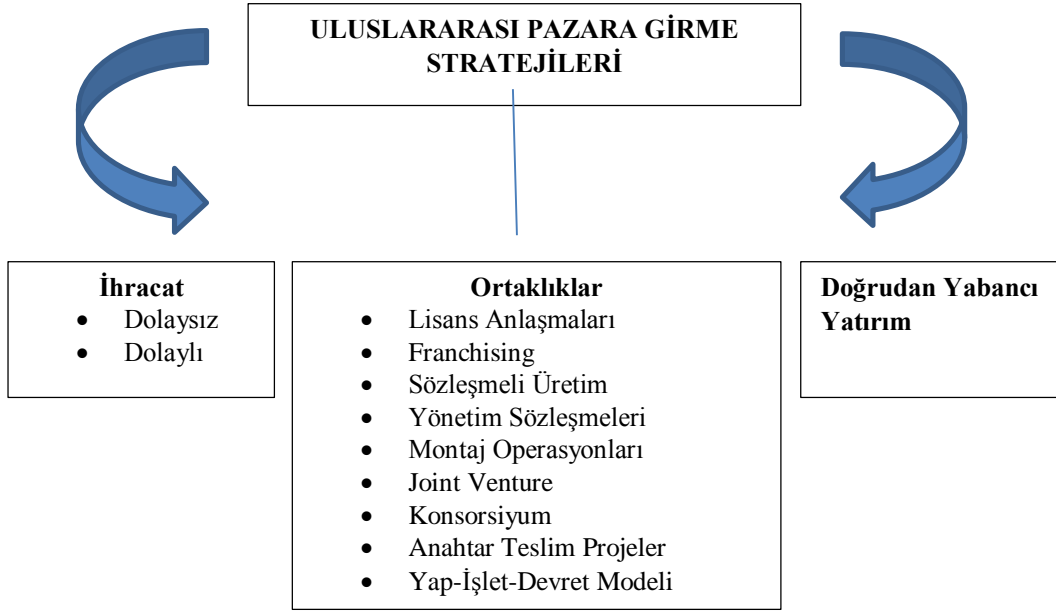 ULUSLARARASI PAZARA GİRME
STRATEJİLERİ
İhracat
• Dolaysız
• Dolaylı
Ortaklıklar
• Lisans Anlaşmaları
• Franchising
• Sözleşmeli Üretim
• Yönetim Sözleşmeleri
• Montaj Operasyonları
• Joint Venture
• Konsorsiyum
• Anahtar Teslim Projeler
• Yap-İşlet-Devret Modeli
Doğrudan Yabancı
Yatırım